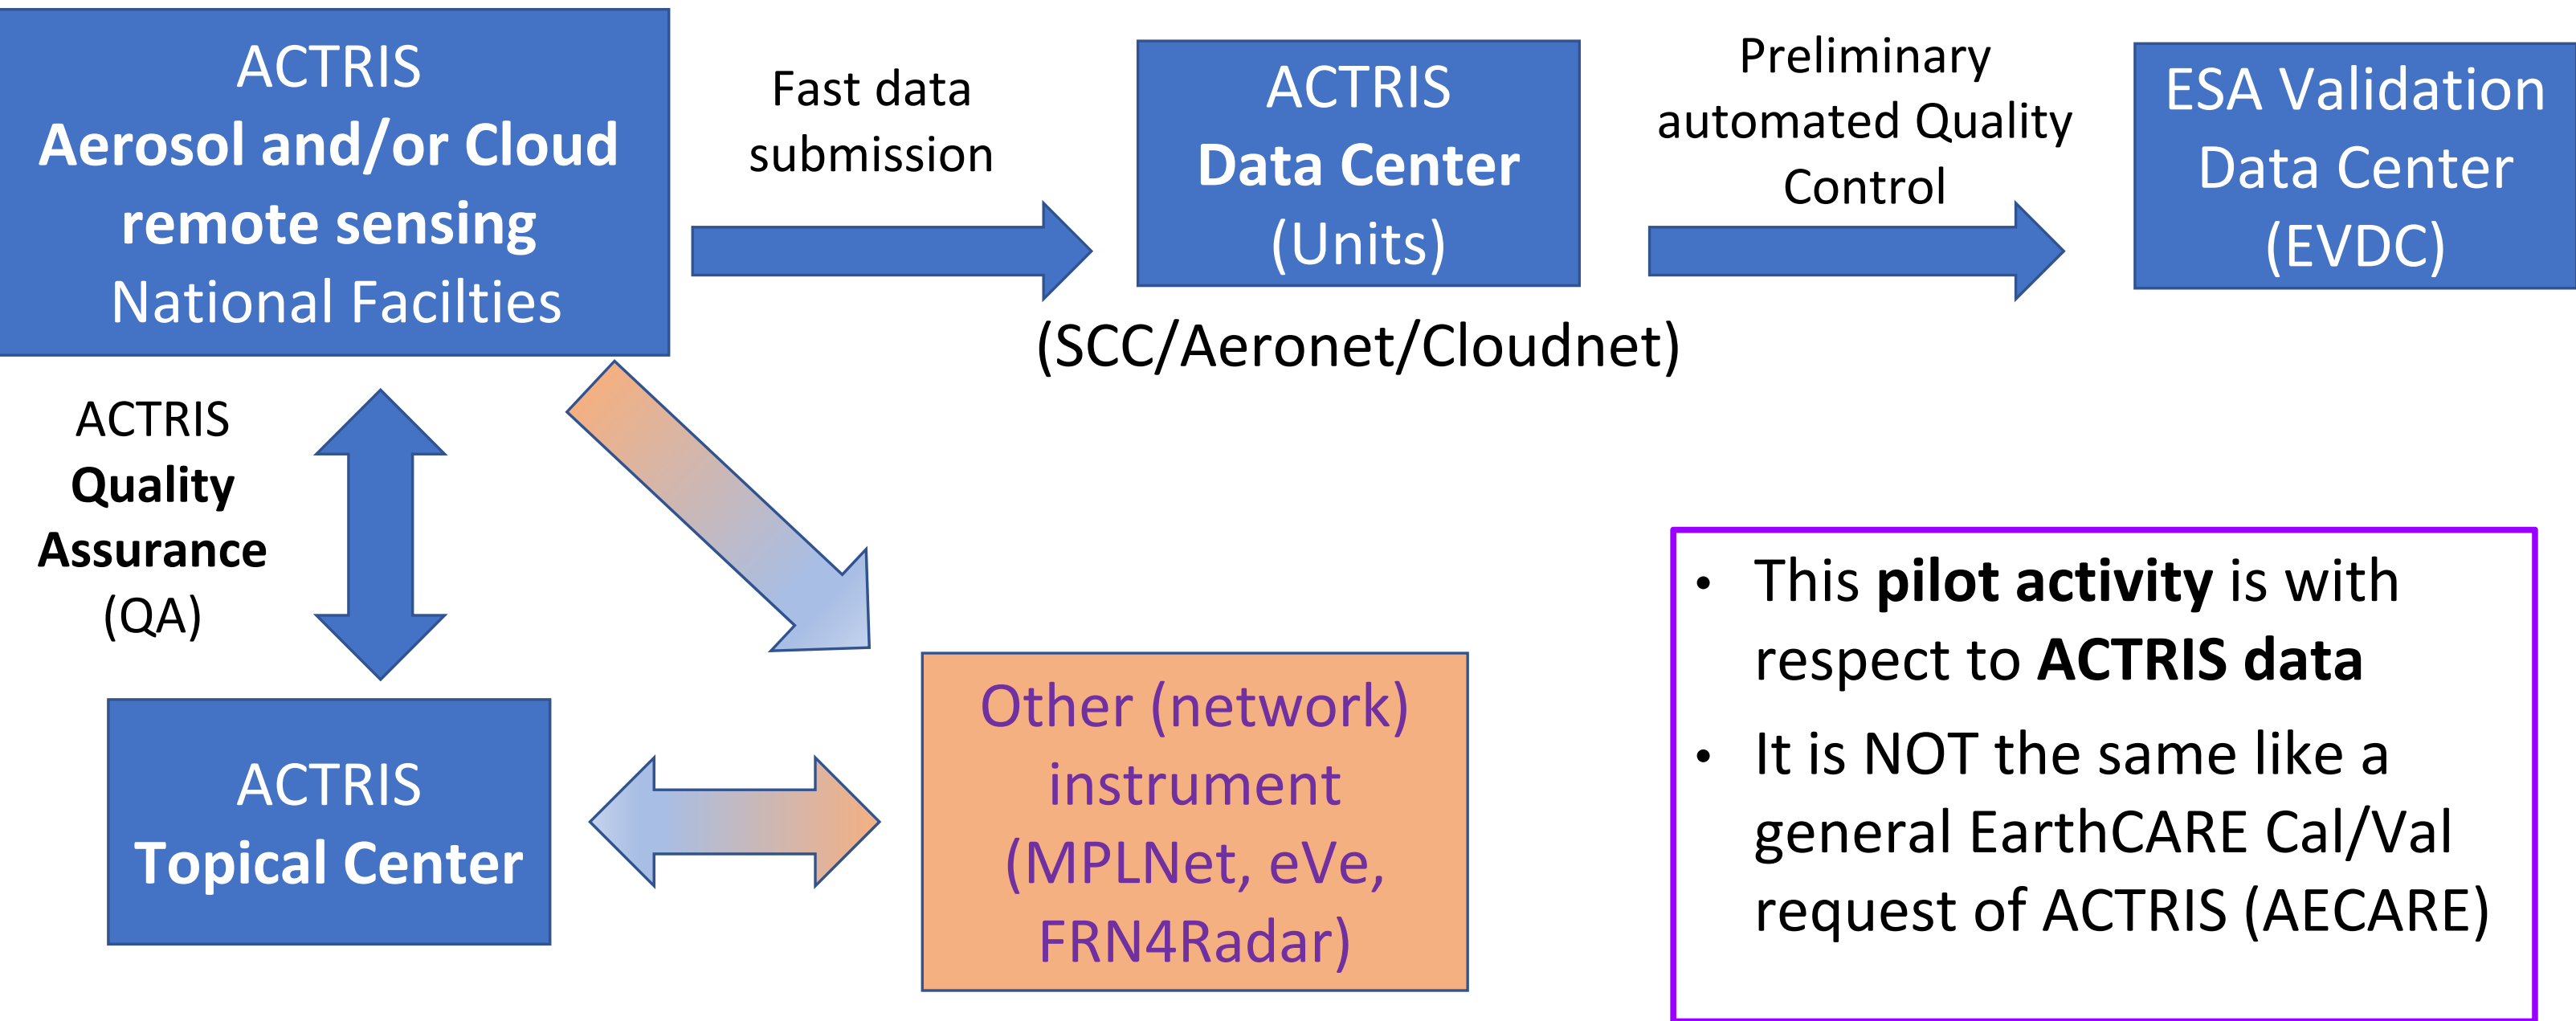 ACTRIS
Aerosol and/or Cloud
remote sensing
National Facilties
Fast data
submission
ACTRIS
Data Center
(Units)
(SCC/Aeronet/Cloudnet)
Preliminary
automated Quality
Control
ESA Validation
Data Center
(EVDC)
ACTRIS
Quality
Assurance
(QA)
ACTRIS
Topical Center
Other (network)
instrument
(MPLNet, eVe,
FRN4Radar)
• This pilot activity is with
respect to ACTRIS data
• It is NOT the same like a
general EarthCARE Cal/Val
request of ACTRIS (AECARE)